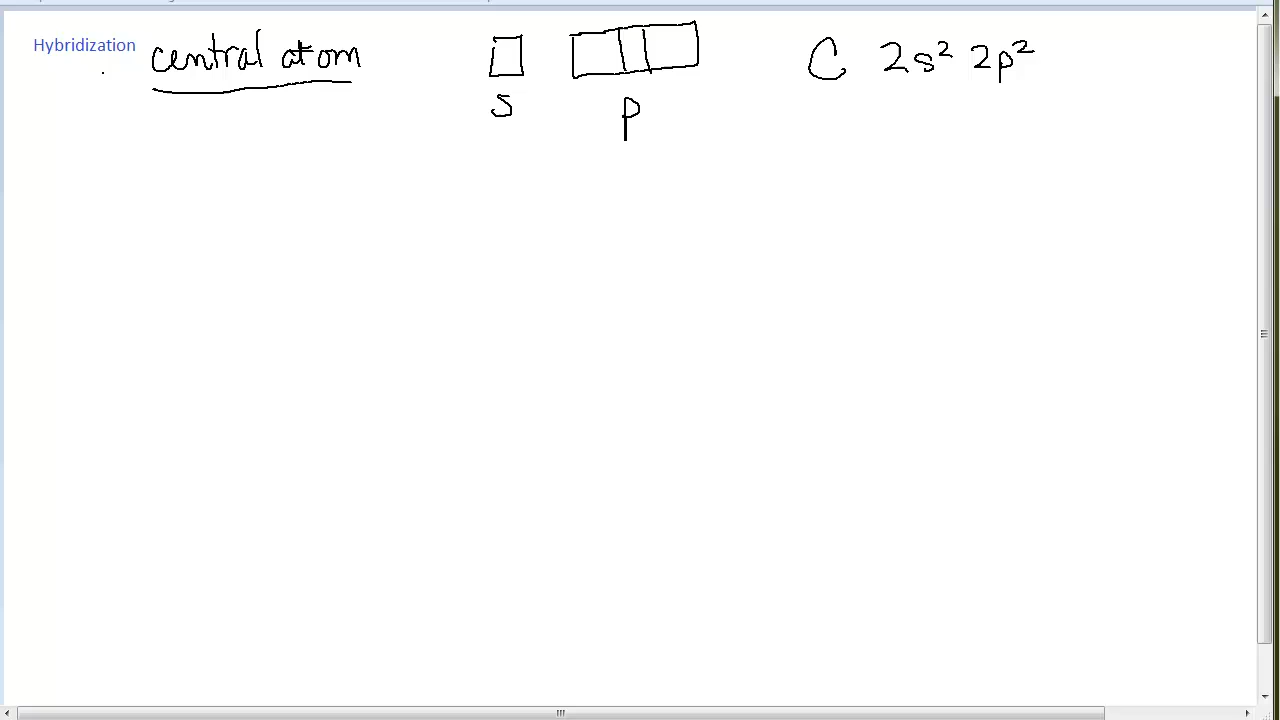 Hybridization central atom C 2s² 2p²
s p